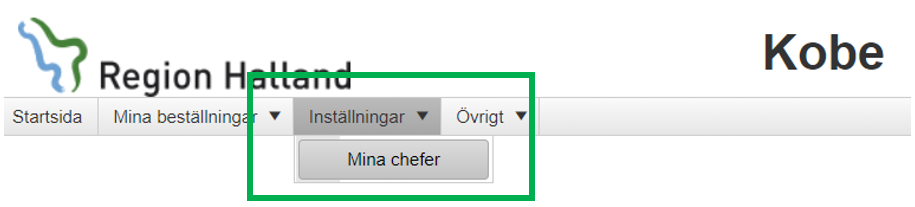 Region Halland
Kobe
Startsida Mina beställningar Inställningar Övrigt
Mina chefer